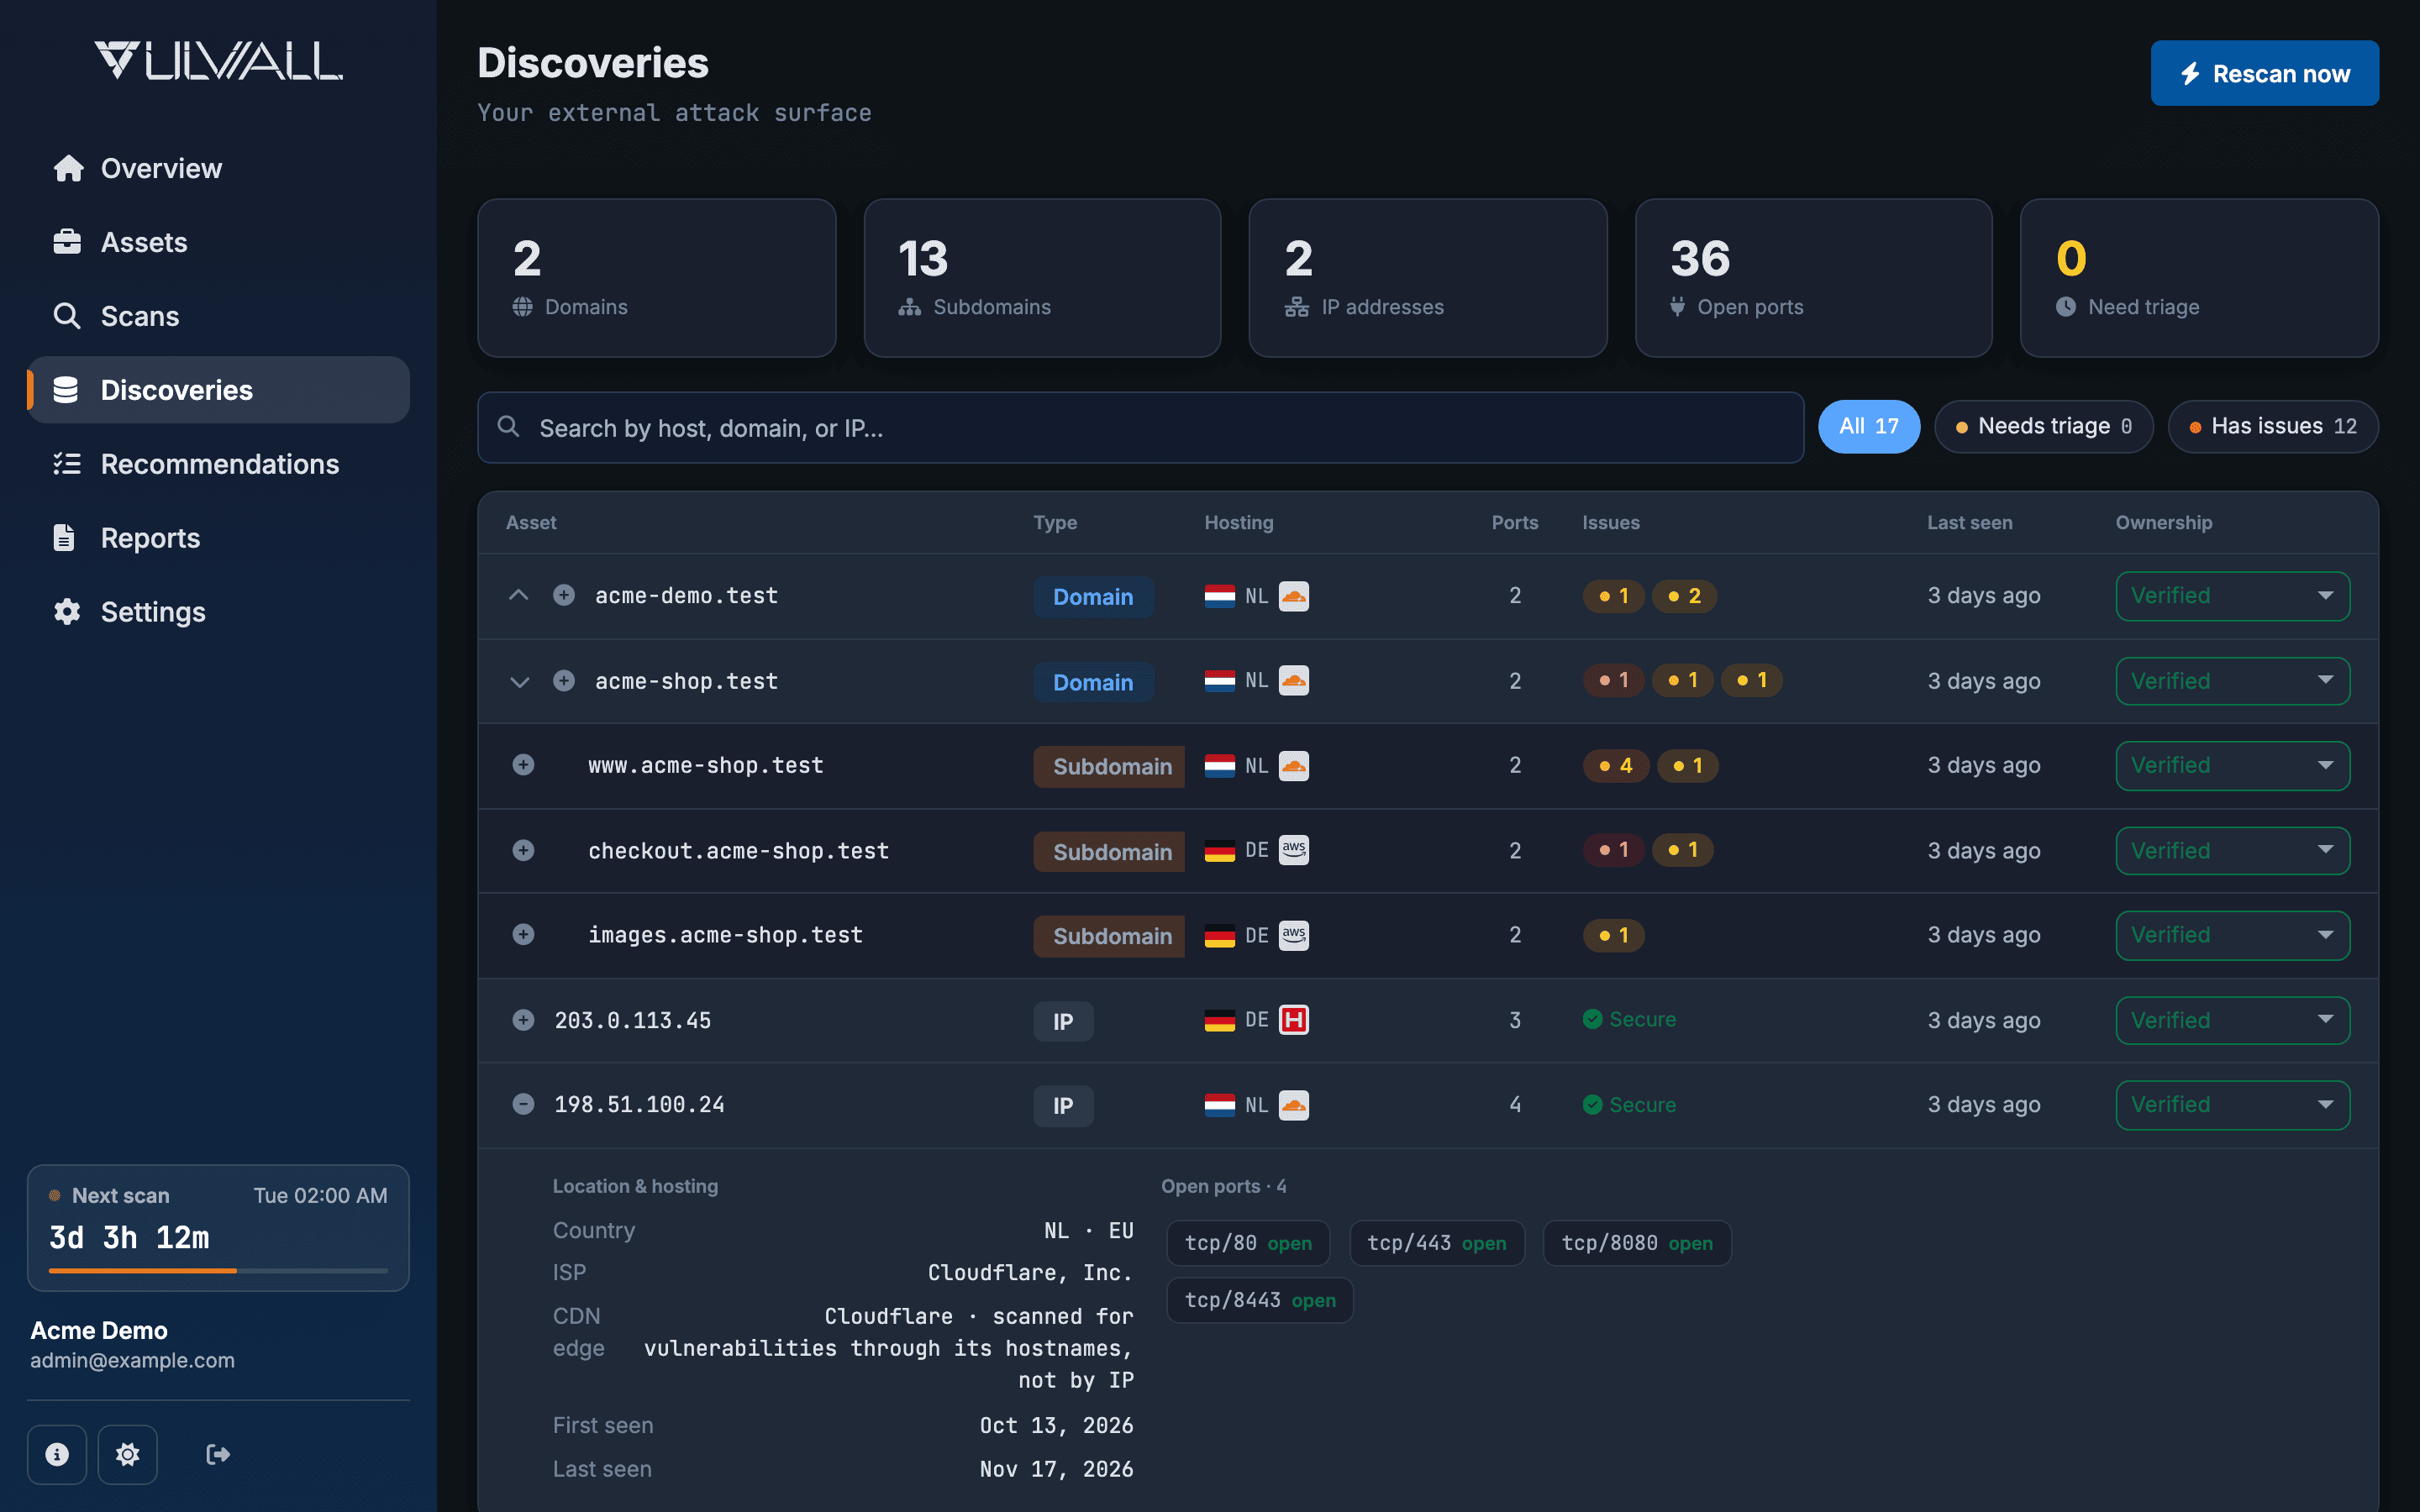 VULWALL
Overview
Assets
Scans
Discoveries
Recommendations
Reports
Settings
Next scan Tue 02:00 AM
3d 3h 12m
Acme Demo
admin@example.com
Discoveries
Your external attack surface
Rescan now
2
Domains
13
Subdomains
2
IP addresses
36
Open ports
0
Need triage
Search by host, domain, or IP...
All 17
Needs triage 0
Has issues 12
Asset Type Hosting Ports Issues Last seen Ownership
acme-demo.test Domain NL 2 1 2 3 days ago Verified
acme-shop.test Domain NL 2 1 1 1 3 days ago Verified
www.acme-shop.test Subdomain NL 2 4 1 3 days ago Verified
checkout.acme-shop.test Subdomain DE aws 2 1 1 3 days ago Verified
images.acme-shop.test Subdomain DE aws 2 1 3 days ago Verified
203.0.113.45 IP DE H 3 Secure 3 days ago Verified
198.51.100.24 IP NL 4 Secure 3 days ago Verified
Location & hosting
Country NL · EU
ISP Cloudflare, Inc.
CDN Cloudflare · scanned for
edge vulnerabilities through its hostnames,
not by IP
First seen Oct 13, 2026
Last seen Nov 17, 2026
Open ports · 4
tcp/80 open tcp/443 open tcp/8080 open
tcp/8443 open